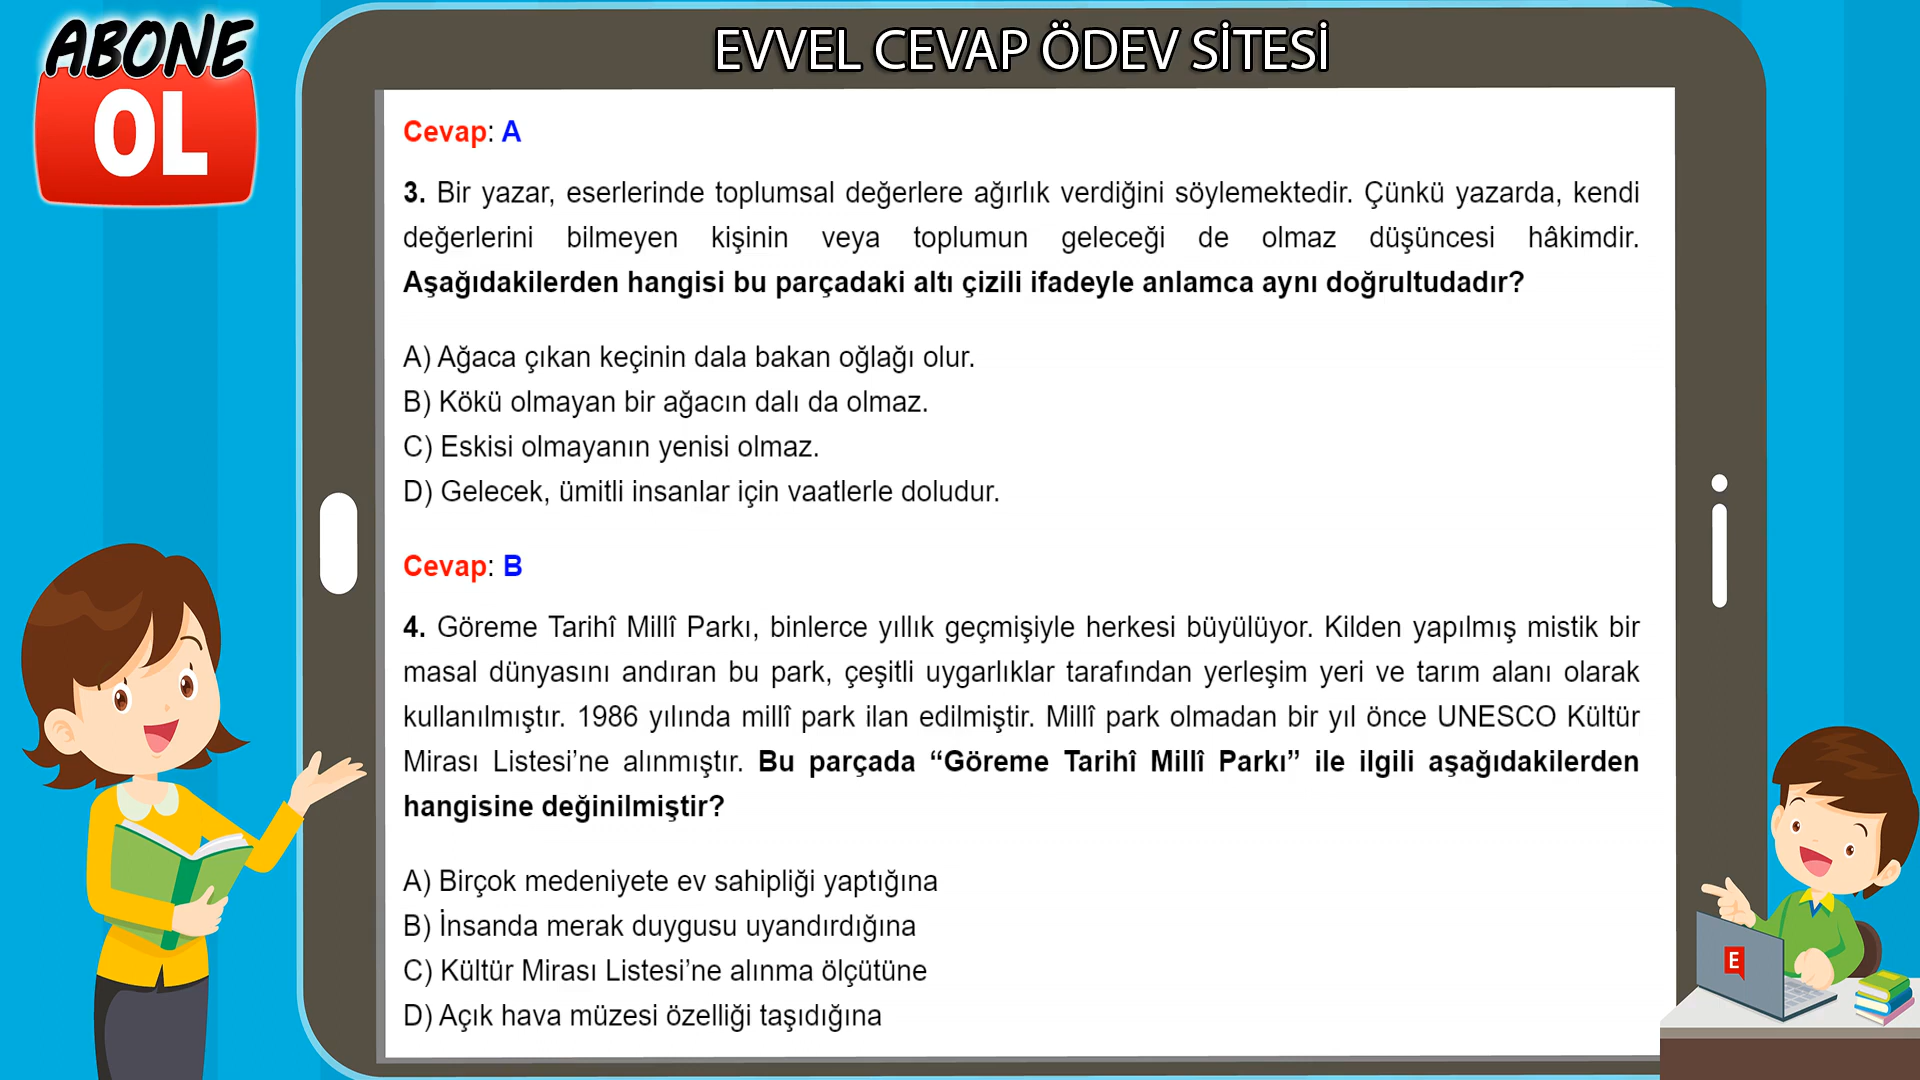 ABONE
OL
EVVEL CEVAP ÖDEV SİTESİ
Cevap: A
3. Bir yazar, eserlerinde toplumsal değerlere ağırlık verdiğini söylemektedir. Çünkü yazarda, kendi
değerlerini bilmeyen kişinin veya toplumun geleceği de olmaz düşüncesi hâkimdir.
Aşağıdakilerden hangisi bu parçadaki altı çizili ifadeyle anlamca aynı doğrultudadır?
A) Ağaca çıkan keçinin dala bakan oğlağı olur.
B) Kökü olmayan bir ağacın dalı da olmaz.
C) Eskisi olmayanın yenisi olmaz.
D) Gelecek, ümitli insanlar için vaatlerle doludur.
Cevap: B
4. Göreme Tarihî Millî Parkı, binlerce yıllık geçmişiyle herkesi büyülüyor. Kilden yapılmış mistik bir
masal dünyasını andıran bu park, çeşitli uygarlıklar tarafından yerleşim yeri ve tarım alanı olarak
kullanılmıştır. 1986 yılında millî park ilan edilmiştir. Millî park olmadan bir yıl önce UNESCO Kültür
Mirası Listesi’ne alınmıştır. Bu parçada “Göreme Tarihî Millî Parkı” ile ilgili aşağıdakilerden
hangisine değinilmiştir?
A) Birçok medeniyete ev sahipliği yaptığına
B) İnsanda merak duygusu uyandırdığına
C) Kültür Mirası Listesi’ne alınma ölçütüne
D) Açık hava müzesi özelliği taşıdığına
E